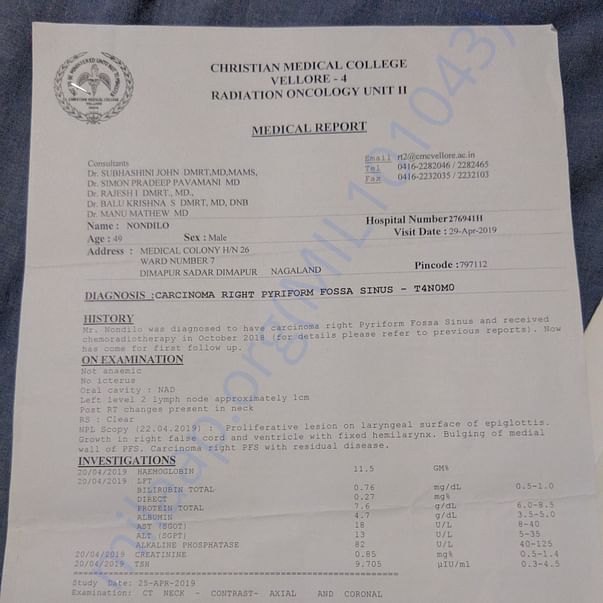 CHRISTIAN MEDICAL COLLEGE
VELLORE - 4
RADIATION ONCOLOGY UNIT II
MEDICAL REPORT
Consultants
Dr. SUBHASHINI JOHN DMRT,MD,MAMS,
Dr. SIMON PRADEEP PAVAMANI MD
Dr. RAJESH I DMRT., MD.,
Dr. BALU KRISHNA S DMRT, MD, DNB
Dr. MANU MATHEW MD
Email rt2@cmcvellore.ac.in
Tel 0416-2282046 / 2282465
Fax 0416-2232035 / 2232103
Name : NONDILO
Hospital Number 276941H
Age : 49 Sex : Male
Visit Date : 29-Apr-2019
Address : MEDICAL COLONY H/N 26
WARD NUMBER 7
DIMAPUR SADAR DIMAPUR NAGALAND
Pincode : 797112
DIAGNOSIS :CARCINOMA RIGHT PYRIFORM FOSSA SINUS - T4N0M0
HISTORY
Mr. Nondilo was diagnosed to have carcinoma right Pyriform Fossa Sinus and received
chemoradiotherapy in October 2018 (for details please refer to previous reports). Now
has come for first follow up.
ON EXAMINATION
Not anaemic
No icterus
Oral cavity : NAD
Left level 2 lymph node approximately 1cm
Post RT changes present in neck
RS : Clear
NPL Scopy (22.04.2019) : Proliferative lesion on laryngeal surface of epiglottis.
Growth in right false cord and ventricle with fixed hemilarynx. Bulging of medial
wall of PFS. Carcinoma right PFS with residual disease.
INVESTIGATIONS
20/04/2019 HAEMOGLOBIN 11.5 GM%
20/04/2019 LFT
BILIRUBIN TOTAL 0.76 mg/dL 0.5-1.0
DIRECT 0.27 mg%
PROTEIN TOTAL 7.6 g/dL 6.0-8.5
ALBUMIN 4.7 g/dL 3.5-5.0
AST (SGOT) 18 U/L 8-40
ALT (SGPT) 13 U/L 5-35
ALKALINE PHOSPHATASE 82 U/L 40-125
20/04/2019 CREATININE 0.85 mg% 0.5-1.4
20/04/2019 TSH 9.705 µIU/ml 0.3-4.5
Study Date: 25-APR-2019
Examination: CT NECK - CONTRAST- AXIAL AND CORONAL